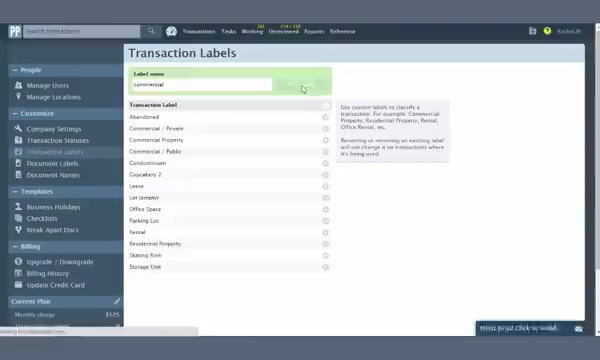 PP
Search transactions
Transactions Tasks Working Unreviewed Reports Reference
Rachel.M
Transaction Labels
People
Manage Users
Manage Locations
Customize
Company Settings
Transaction Statuses
Transaction Labels
Document Labels
Document Names
Templates
Business Holidays
Checklists
Break Apart Docs
Billing
Upgrade / Downgrade
Billing History
Update Credit Card
Current Plan
Monthly charge $125
Label name
commercial
Transaction Label
Abandoned
Commercial / Private
Commercial Property
Commercial / Public
Condominium
Cupcakery 2
Lease
Lot (empty)
Office Space
Parking Lot
Rental
Residential Property
Skating Rink
Storage Unit
Use custom labels to classify a
transaction. For example: Commercial
Property, Residential Property, Rental,
Office Rental, etc.
Renaming or removing an existing label
will not change it on transactions where
it's being used.